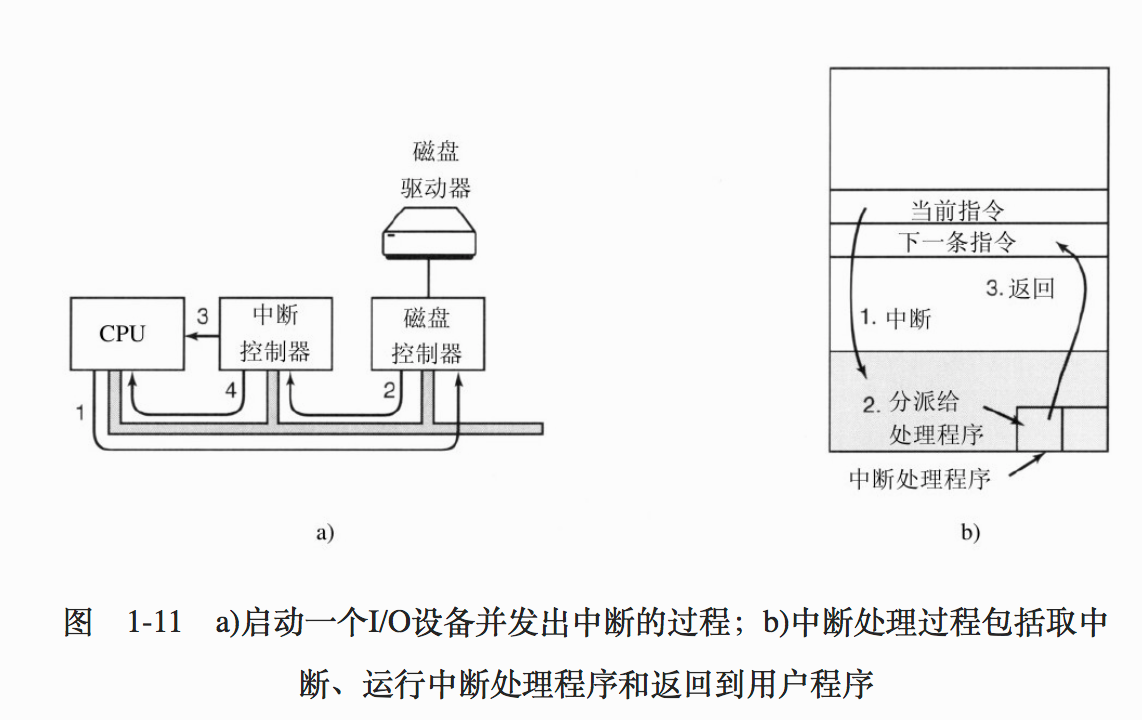 磁盘
驱动器
CPU
3
中断
控制器
磁盘
控制器
1
4
2
a)
当前指令
下一条指令
3. 返回
1. 中断
2. 分派给
处理程序
中断处理程序
b)
图 1-11 a)启动一个I/O设备并发出中断的过程；b)中断处理过程包括取中
断、运行中断处理程序和返回到用户程序